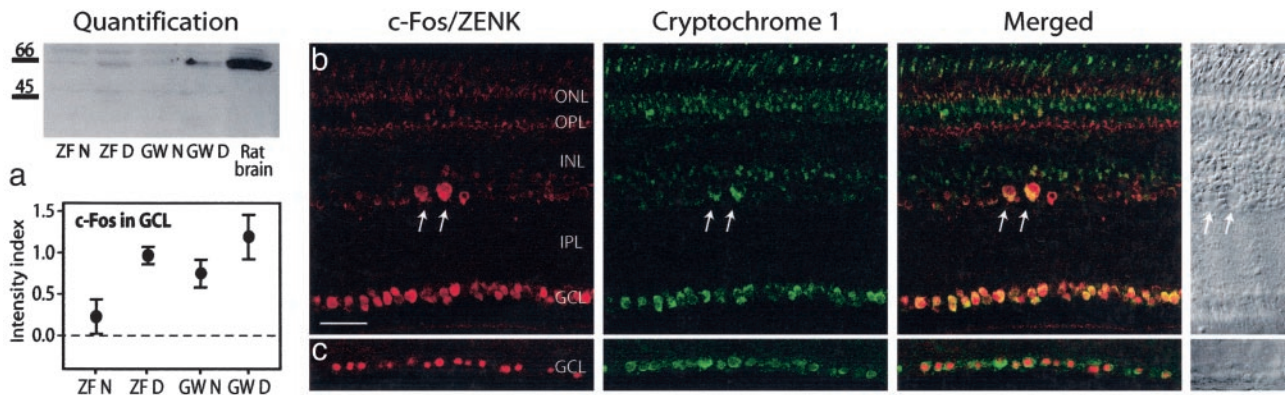 Quantification
66
45
ZF N ZF D GW N GW D Rat brain
a
c-Fos in GCL
Intensity index
1.5
1.0
0.5
0.0
ZF N ZF D GW N GW D
c-Fos/ZENK Cryptochrome 1 Merged
b
ONL
OPL
INL
IPL
GCL
c
GCL